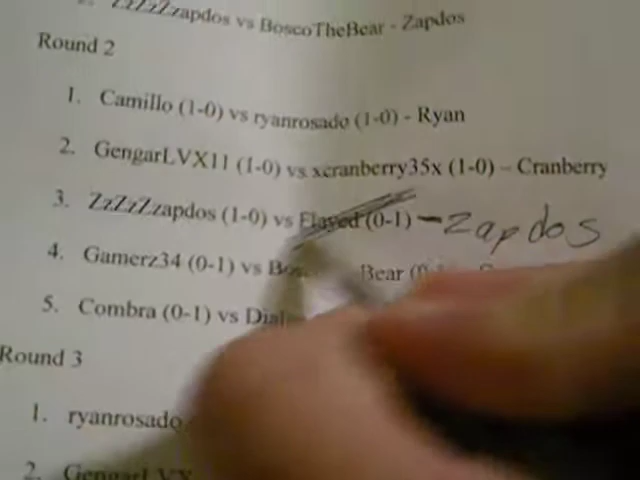 ZzZzZzapdos vs BoscoTheBear - Zapdos
Round 2
1. Camillo (1-0) vs ryanrosado (1-0) - Ryan
2. GengarLVX11 (1-0) vs xcranberry35x (1-0) – Cranberry
3. ZzZzZzapdos (1-0) vs Flayed (0-1) - Zapdos
4. Gamerz34 (0-1) vs Bear
5. Combra (0-1) vs
Round 3
1. ryanrosado
2. GengarLVX